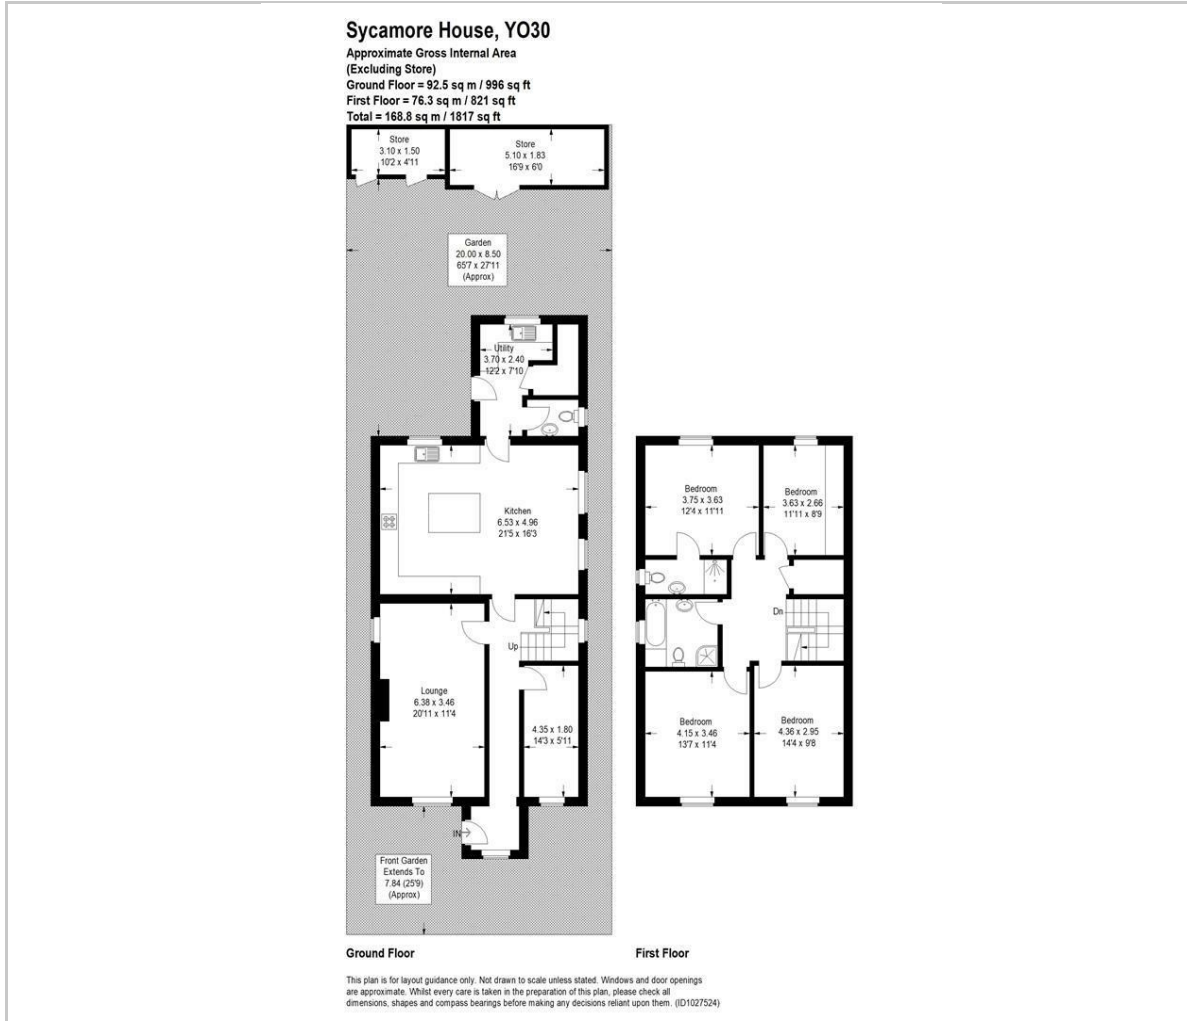 Sycamore House, YO30
Approximate Gross Internal Area
(Excluding Store)
Ground Floor = 92.5 sq m / 996 sq ft
First Floor = 76.3 sq m / 821 sq ft
Total = 168.8 sq m / 1817 sq ft
Store
3.10 x 1.50
10'2 x 4'11
Store
5.10 x 1.83
16'9 x 6'0
Garden
20.00 x 8.50
65'7 x 27'11
(Approx)
Utility
3.70 x 2.40
12'2 x 7'10
Kitchen
6.53 x 4.96
21'5 x 16'3
Up
Lounge
6.38 x 3.46
20'11 x 11'4
4.35 x 1.80
14'3 x 5'11
IN
Front Garden
Extends To
7.84 (25'9)
(Approx)
Bedroom
3.75 x 3.63
12'4 x 11'11
Bedroom
3.63 x 2.66
11'11 x 8'9
Dn
Bedroom
4.15 x 3.46
13'7 x 11'4
Bedroom
4.36 x 2.95
14'4 x 9'8
Ground Floor
First Floor
This plan is for layout guidance only. Not drawn to scale unless stated. Windows and door openings
are approximate. Whilst every care is taken in the preparation of this plan, please check all
dimensions, shapes and compass bearings before making any decisions reliant upon them. (ID1027524)